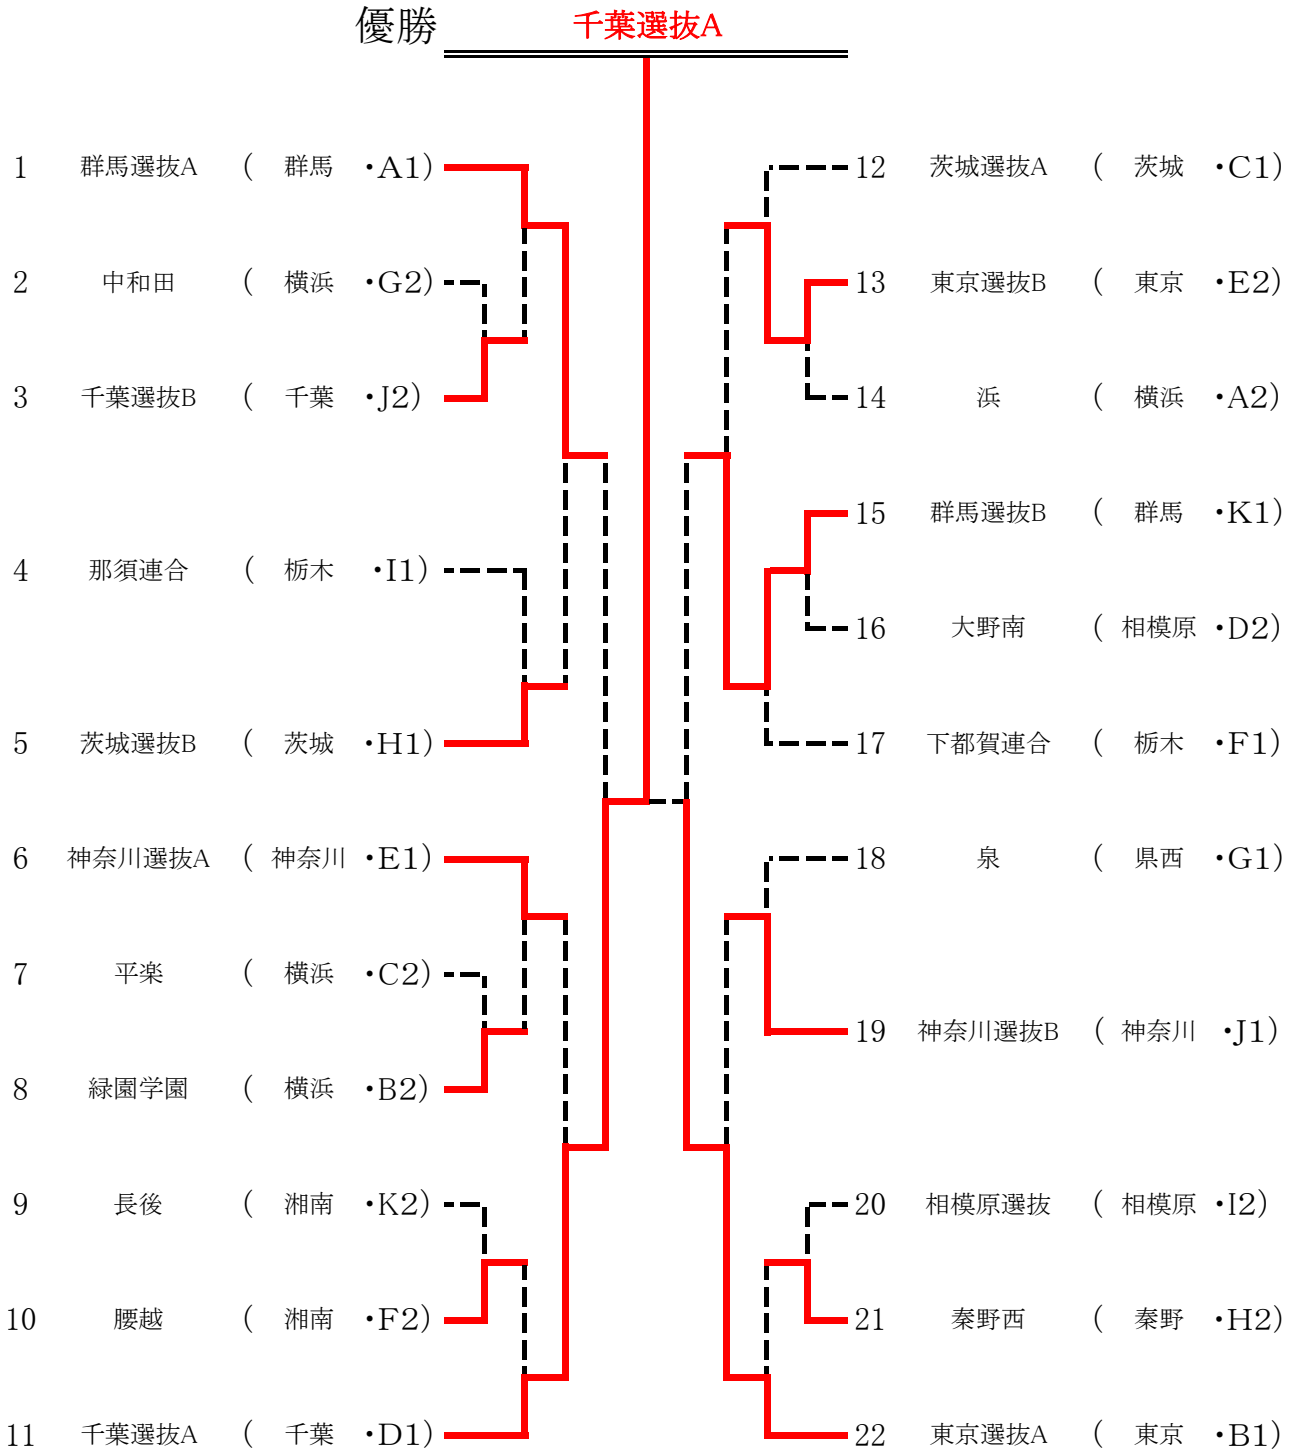 優勝 千葉選抜A
1 群馬選抜A ( 群馬 ・A1)
2 中和田 ( 横浜 ・G2)
3 千葉選抜B ( 千葉 ・J2)
4 那須連合 ( 栃木 ・I1)
5 茨城選抜B ( 茨城 ・H1)
6 神奈川選抜A ( 神奈川 ・E1)
7 平楽 ( 横浜 ・C2)
8 緑園学園 ( 横浜 ・B2)
9 長後 ( 湘南 ・K2)
10 腰越 ( 湘南 ・F2)
11 千葉選抜A ( 千葉 ・D1)
12 茨城選抜A ( 茨城 ・C1)
13 東京選抜B ( 東京 ・E2)
14 浜 ( 横浜 ・A2)
15 群馬選抜B ( 群馬 ・K1)
16 大野南 ( 相模原 ・D2)
17 下都賀連合 ( 栃木 ・F1)
18 泉 ( 県西 ・G1)
19 神奈川選抜B ( 神奈川 ・J1)
20 相模原選抜 ( 相模原 ・I2)
21 秦野西 ( 秦野 ・H2)
22 東京選抜A ( 東京 ・B1)